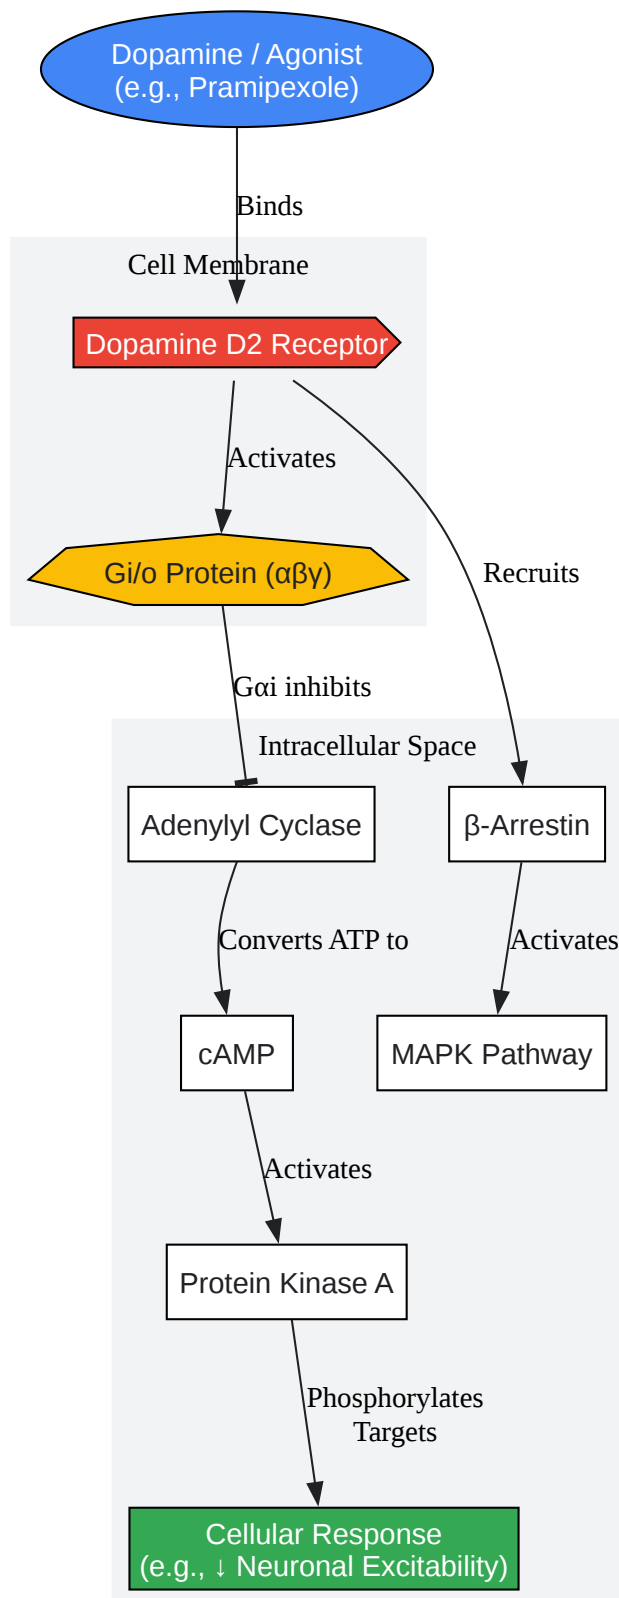 Dopamine / Agonist
(e.g., Pramipexole)
Binds
Cell Membrane
Dopamine D2 Receptor
Activates
Gi/o Protein (αβγ)
Recruits
Gαi inhibits
Intracellular Space
Adenylyl Cyclase
β-Arrestin
Converts ATP to
Activates
cAMP
MAPK Pathway
Activates
Protein Kinase A
Phosphorylates
Targets
Cellular Response
(e.g., ↓ Neuronal Excitability)